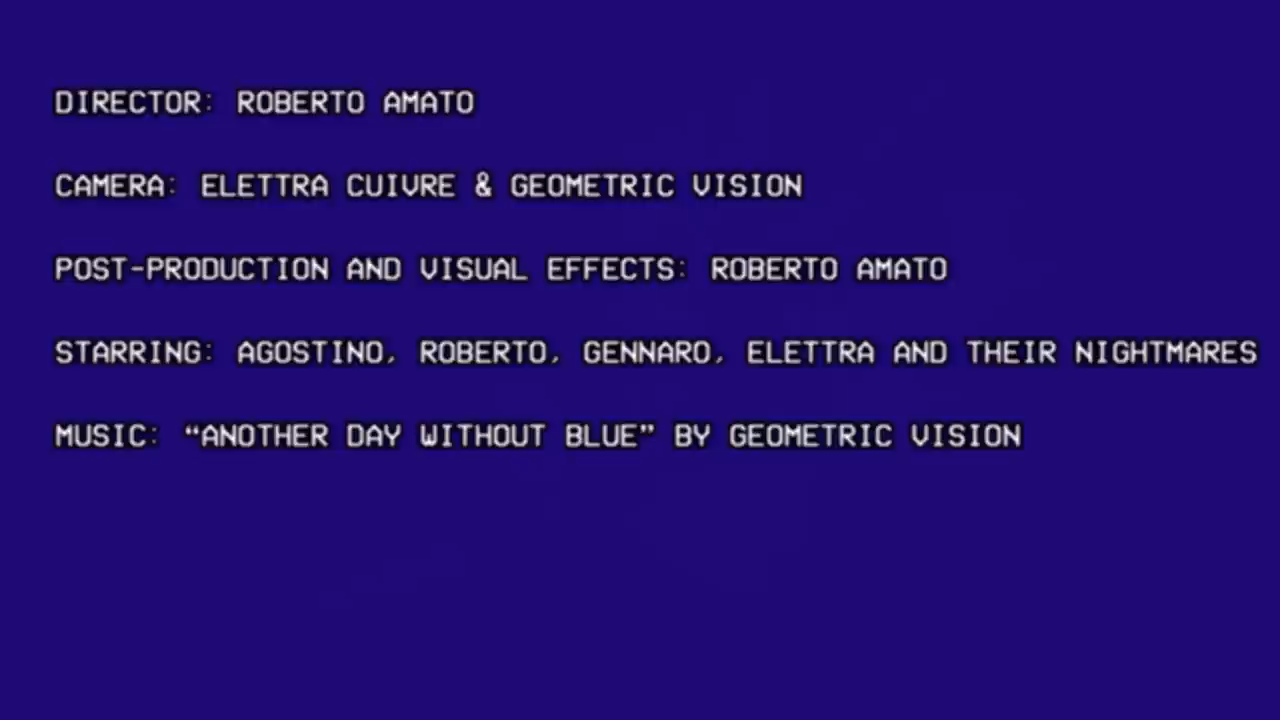 DIRECTOR: ROBERTO AMATO
CAMERA: ELETTRA CUIVRE & GEOMETRIC VISION
POST-PRODUCTION AND VISUAL EFFECTS: ROBERTO AMATO
STARRING: AGOSTINO, ROBERTO, GENNARO, ELETTRA AND THEIR NIGHTMARES
MUSIC: “ANOTHER DAY WITHOUT BLUE” BY GEOMETRIC VISION